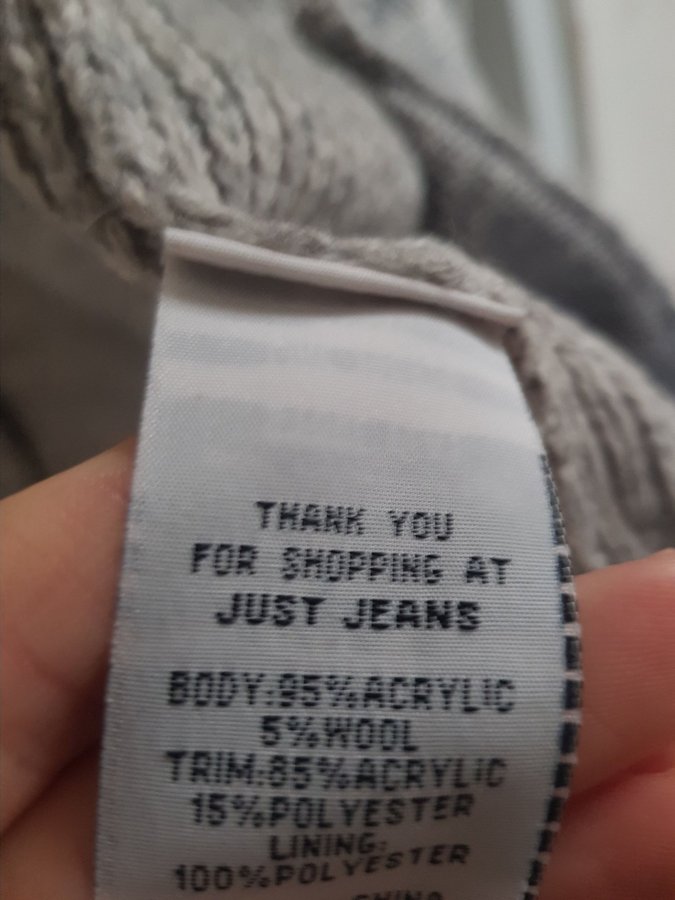 THANK YOU
FOR SHOPPING AT
JUST JEANS
BODY:95%ACRYLIC
5%WOOL
TRIM:85%ACRYLIC
15%POLYESTER
LINING:
100%POLYESTER
CHINA